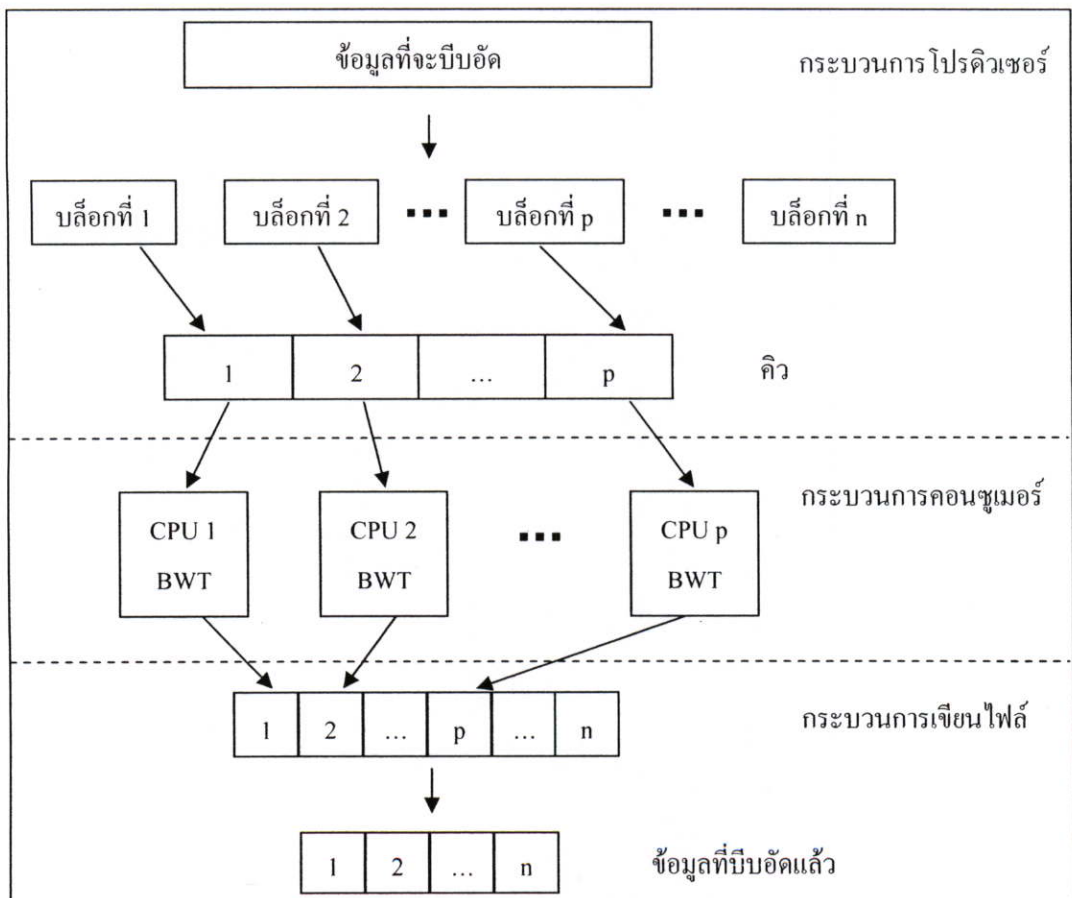 ข้อมูลที่จะบีบอัด
กระบวนการโปรดิวเซอร์
บล็อกที่ 1 บล็อกที่ 2 ... บล็อกที่ p ... บล็อกที่ n
1 2 ... p คิว
กระบวนการคอนซูเมอร์
CPU 1 CPU 2 ... CPU p
BWT BWT BWT
กระบวนการเขียนไฟล์
1 2 ... p ... n
1 2 ... n ข้อมูลที่บีบอัดแล้ว